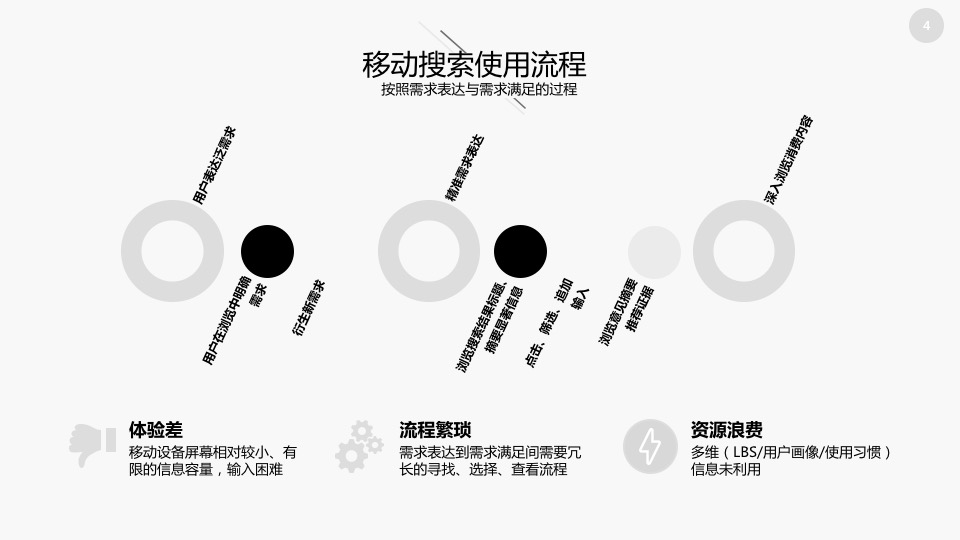 4
移动搜索使用流程
按照需求表达与需求满足的过程
用户表达泛需求
精准需求表达
深入浏览消费内容
用户在浏览中明确
需求
衍生新需求
浏览搜索结果标题、
摘要显著信息
点击、筛选、追加
输入
浏览意见摘要
推荐证据
体验差
移动设备屏幕相对较小、有
限的信息容量，输入困难
流程繁琐
需求表达到需求满足间需要冗
长的寻找、选择、查看流程
资源浪费
多维（LBS/用户画像/使用习惯）
信息未利用